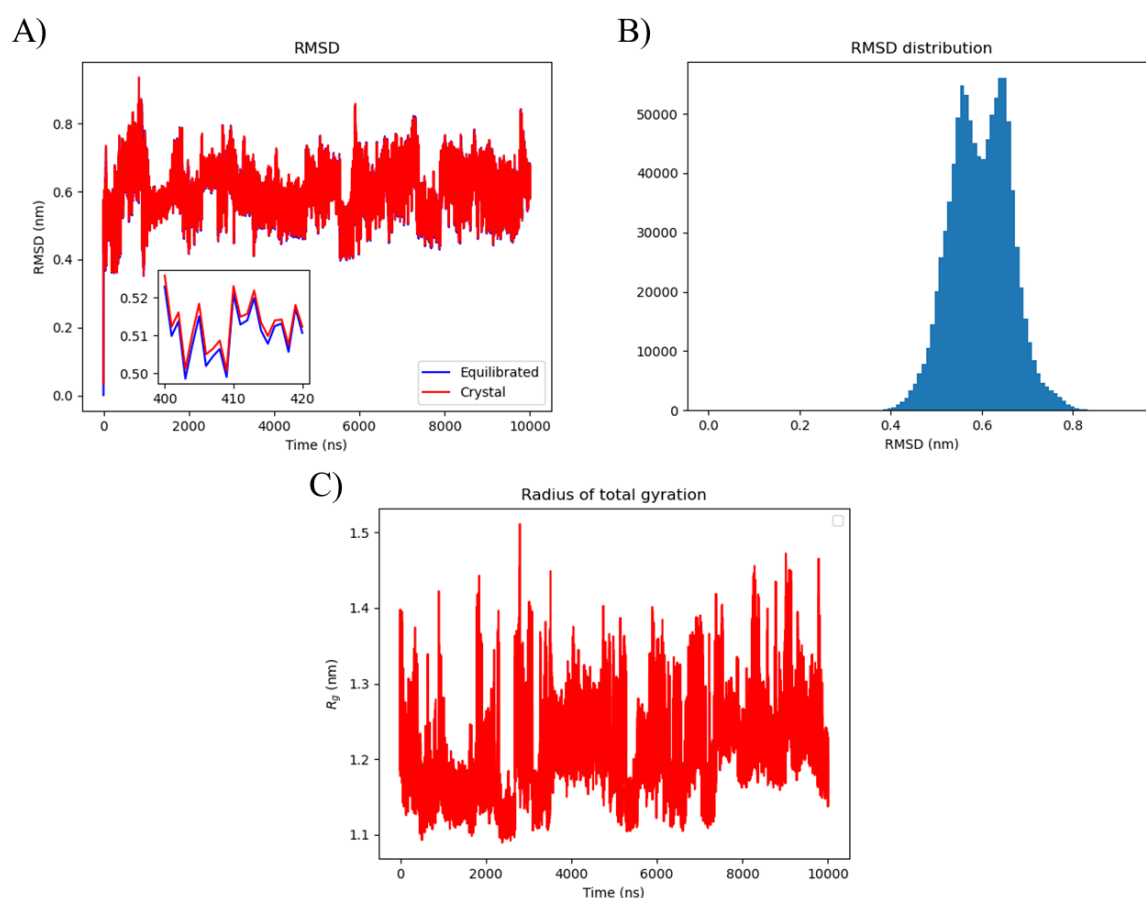 A)
RMSD
RMSD (nm)
0.8
0.6
0.4
0.2
0.0
0.52
0.51
0.50
400 410 420
Equilibrated
Crystal
0 2000 4000 6000 8000 10000
Time (ns)
B)
RMSD distribution
50000
40000
30000
20000
10000
0
0.0 0.2 0.4 0.6 0.8
RMSD (nm)
C)
Radius of total gyration
R_g (nm)
1.5
1.4
1.3
1.2
1.1
0 2000 4000 6000 8000 10000
Time (ns)